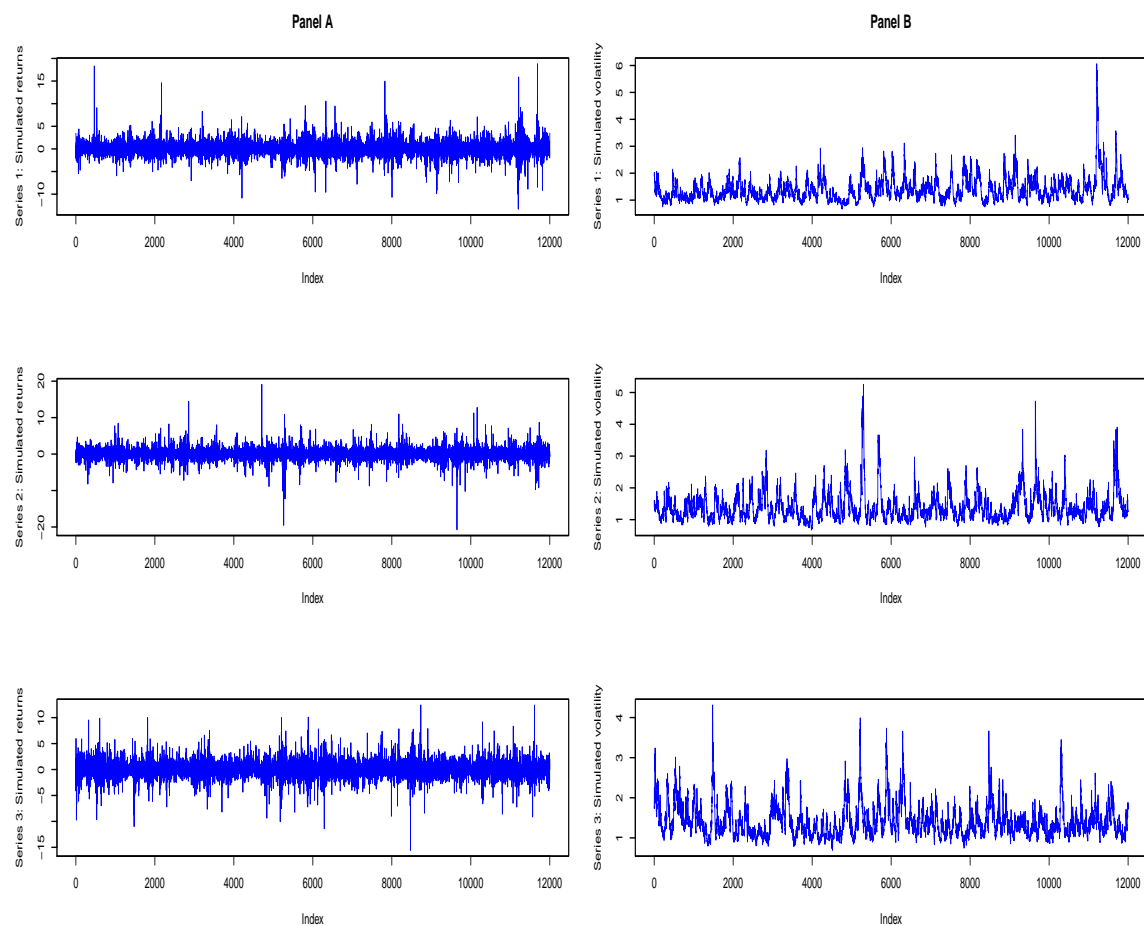 Panel A
Panel B
Series 1: Simulated returns
−10 0 5 15
0 2000 4000 6000 8000 10000 12000
Index
Series 1: Simulated volatility
1 2 3 4 5 6
0 2000 4000 6000 8000 10000 12000
Index
Series 2: Simulated returns
−20 0 10 20
0 2000 4000 6000 8000 10000 12000
Index
Series 2: Simulated volatility
1 2 3 4 5
0 2000 4000 6000 8000 10000 12000
Index
Series 3: Simulated returns
−15 −5 0 5 10
0 2000 4000 6000 8000 10000 12000
Index
Series 3: Simulated volatility
1 2 3 4
0 2000 4000 6000 8000 10000 12000
Index